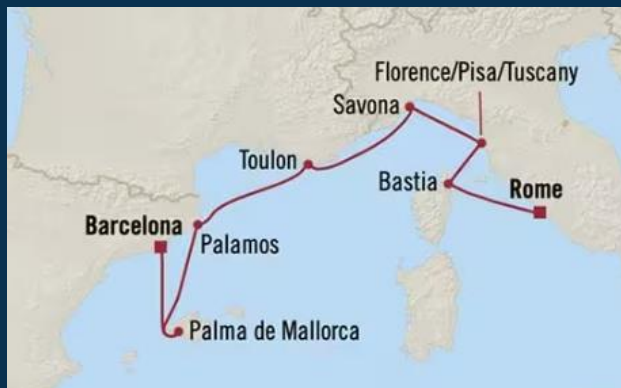 Florence/Pisa/Tuscany
Savona
Toulon
Bastia
Rome
Barcelona
Palamos
Palma de Mallorca